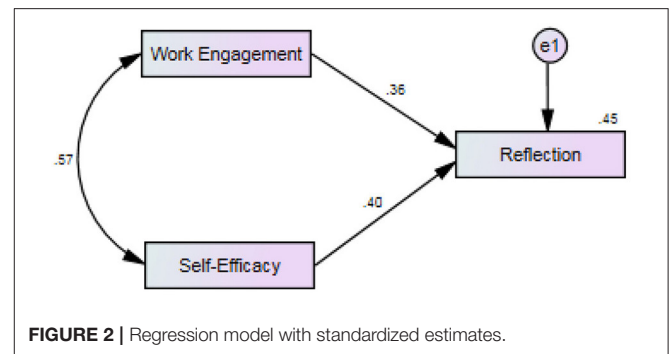 Work Engagement
e1
.36
.45
Reflection
.57
.40
Self-Efficacy
FIGURE 2 | Regression model with standardized estimates.